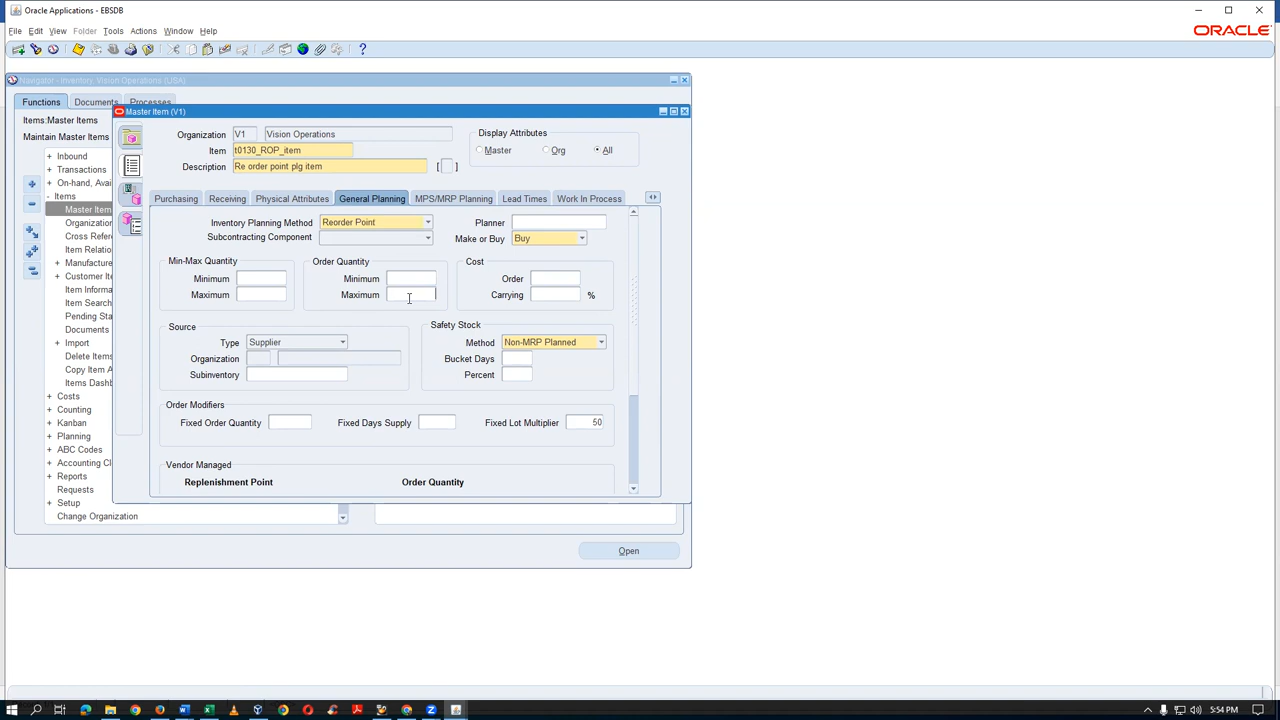 Oracle Applications - EBSDB
File Edit View Folder Tools Actions Window Help
ORACLE
Navigator - Inventory, Vision Operations (USA)
Functions Documents Processes
Items:Master Items
Maintain Master Items
+ Inbound
+ Transactions
+ On-hand, Avai
- Items
Master Item
Organization
Cross Refere
Item Relation
+ Customer Ite
Item Informa
Item Search
Pending Sta
Documents
+ Import
Delete Items
Copy Item A
Items Dashb
+ Costs
+ Counting
+ Kanban
+ Planning
+ ABC Codes
+ Accounting Cl
+ Reports
Requests
+ Setup
Change Organization
Open
Master Item (V1)
Organization V1 Vision Operations
Item t0130_ROP_item
Description Re order point plg item [ ]
Display Attributes
Master Org All
Purchasing Receiving Physical Attributes General Planning MPS/MRP Planning Lead Times Work In Process
Inventory Planning Method Reorder Point Planner
Subcontracting Component Make or Buy Buy
Min-Max Quantity Order Quantity Cost
Minimum Minimum Order
Maximum Maximum Carrying %
Source Safety Stock
Type Supplier Method Non-MRP Planned
Organization Bucket Days
Subinventory Percent
Order Modifiers
Fixed Order Quantity Fixed Days Supply Fixed Lot Multiplier 50
Vendor Managed
Replenishment Point Order Quantity
5:54 PM